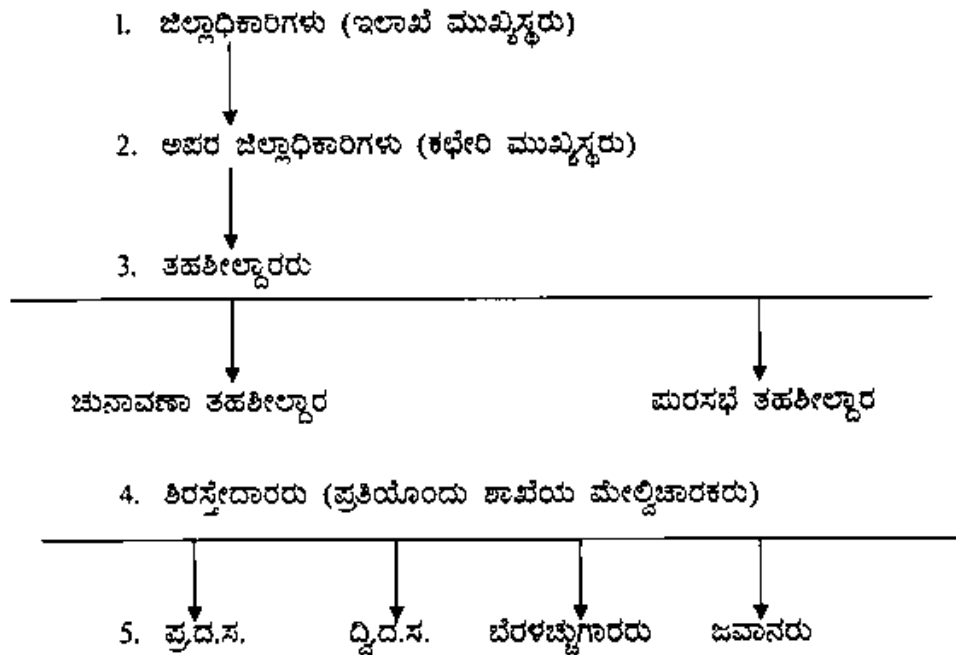 1. ಜಿಲ್ಲಾಧಿಕಾರಿಗಳು (ಇಲಾಖೆ ಮುಖ್ಯಸ್ಥರು)
2. ಅಪರ ಜಿಲ್ಲಾಧಿಕಾರಿಗಳು (ಕಛೇರಿ ಮುಖ್ಯಸ್ಥರು)
3. ತಹಶೀಲ್ದಾರರು
ಚುನಾವಣಾ ತಹಶೀಲ್ದಾರ ಪುರಸಭೆ ತಹಶೀಲ್ದಾರ
4. ಶಿರಸ್ತೇದಾರರು (ಪ್ರತಿಯೊಂದು ಶಾಖೆಯ ಮೇಲ್ವಿಚಾರಕರು)
5. ಪ್ರ.ದ.ಸ. ದ್ವಿ.ದ.ಸ. ಬೆರಳಚ್ಚುಗಾರರು ಜವಾನರು